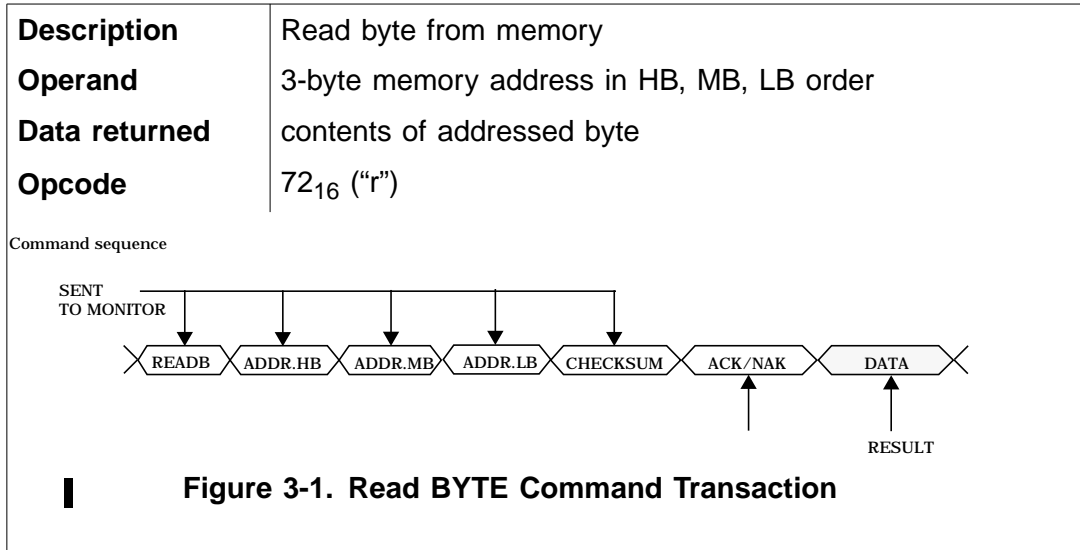 Description Read byte from memory
Operand 3-byte memory address in HB, MB, LB order
Data returned contents of addressed byte
Opcode 72₁₆ (“r”)
Command sequence
SENT
TO MONITOR
READB ADDR.HB ADDR.MB ADDR.LB CHECKSUM ACK/NAK DATA
RESULT
Figure 3-1. Read BYTE Command Transaction